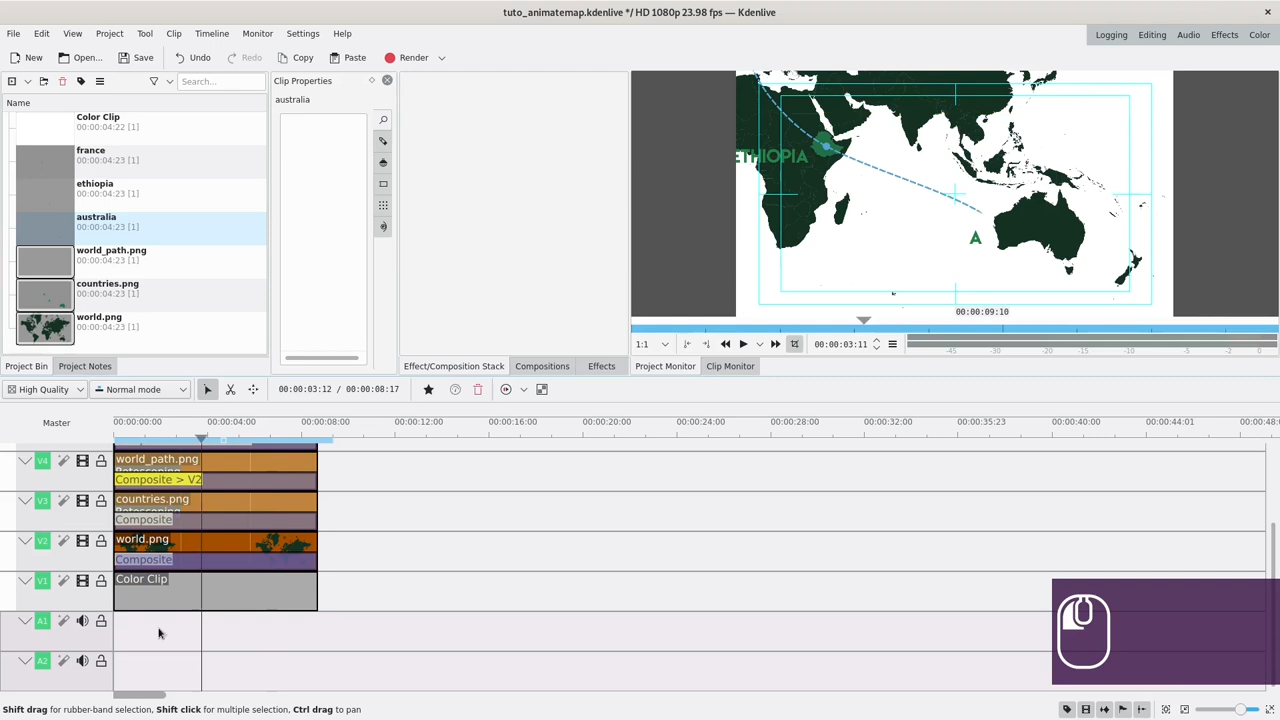 tuto_animatemap.kdenlive */ HD 1080p 23.98 fps — Kdenlive
File Edit View Project Tool Clip Timeline Monitor Settings Help
Logging Editing Audio Effects Color
New Open... Save Undo Redo Copy Paste Render
Search...
Clip Properties
Name
australia
Color Clip
00:00:04:22 [1]
france
00:00:04:23 [1]
ethiopia
00:00:04:23 [1]
australia
00:00:04:23 [1]
world_path.png
00:00:04:23 [1]
countries.png
00:00:04:23 [1]
world.png
00:00:04:23 [1]
ETHIOPIA
A
00:00:09:10
1:1
00:00:03:11
-45 -30 -20 -15 -10 -5 -2 0
Project Bin Project Notes
Effect/Composition Stack Compositions Effects
Project Monitor Clip Monitor
High Quality Normal mode 00:00:03:12 / 00:00:08:17
Master
00:00:00:00 00:00:04:00 00:00:08:00 00:00:12:00 00:00:16:00 00:00:20:00 00:00:24:00 00:00:28:00 00:00:32:00 00:00:35:23 00:00:40:00 00:00:44:01 00:00:48:0
V4
world_path.png
Composite > V2
V3
countries.png
Composite
V2
world.png
Composite
V1
Color Clip
A1
A2
Shift drag for rubber-band selection, Shift click for multiple selection, Ctrl drag to pan